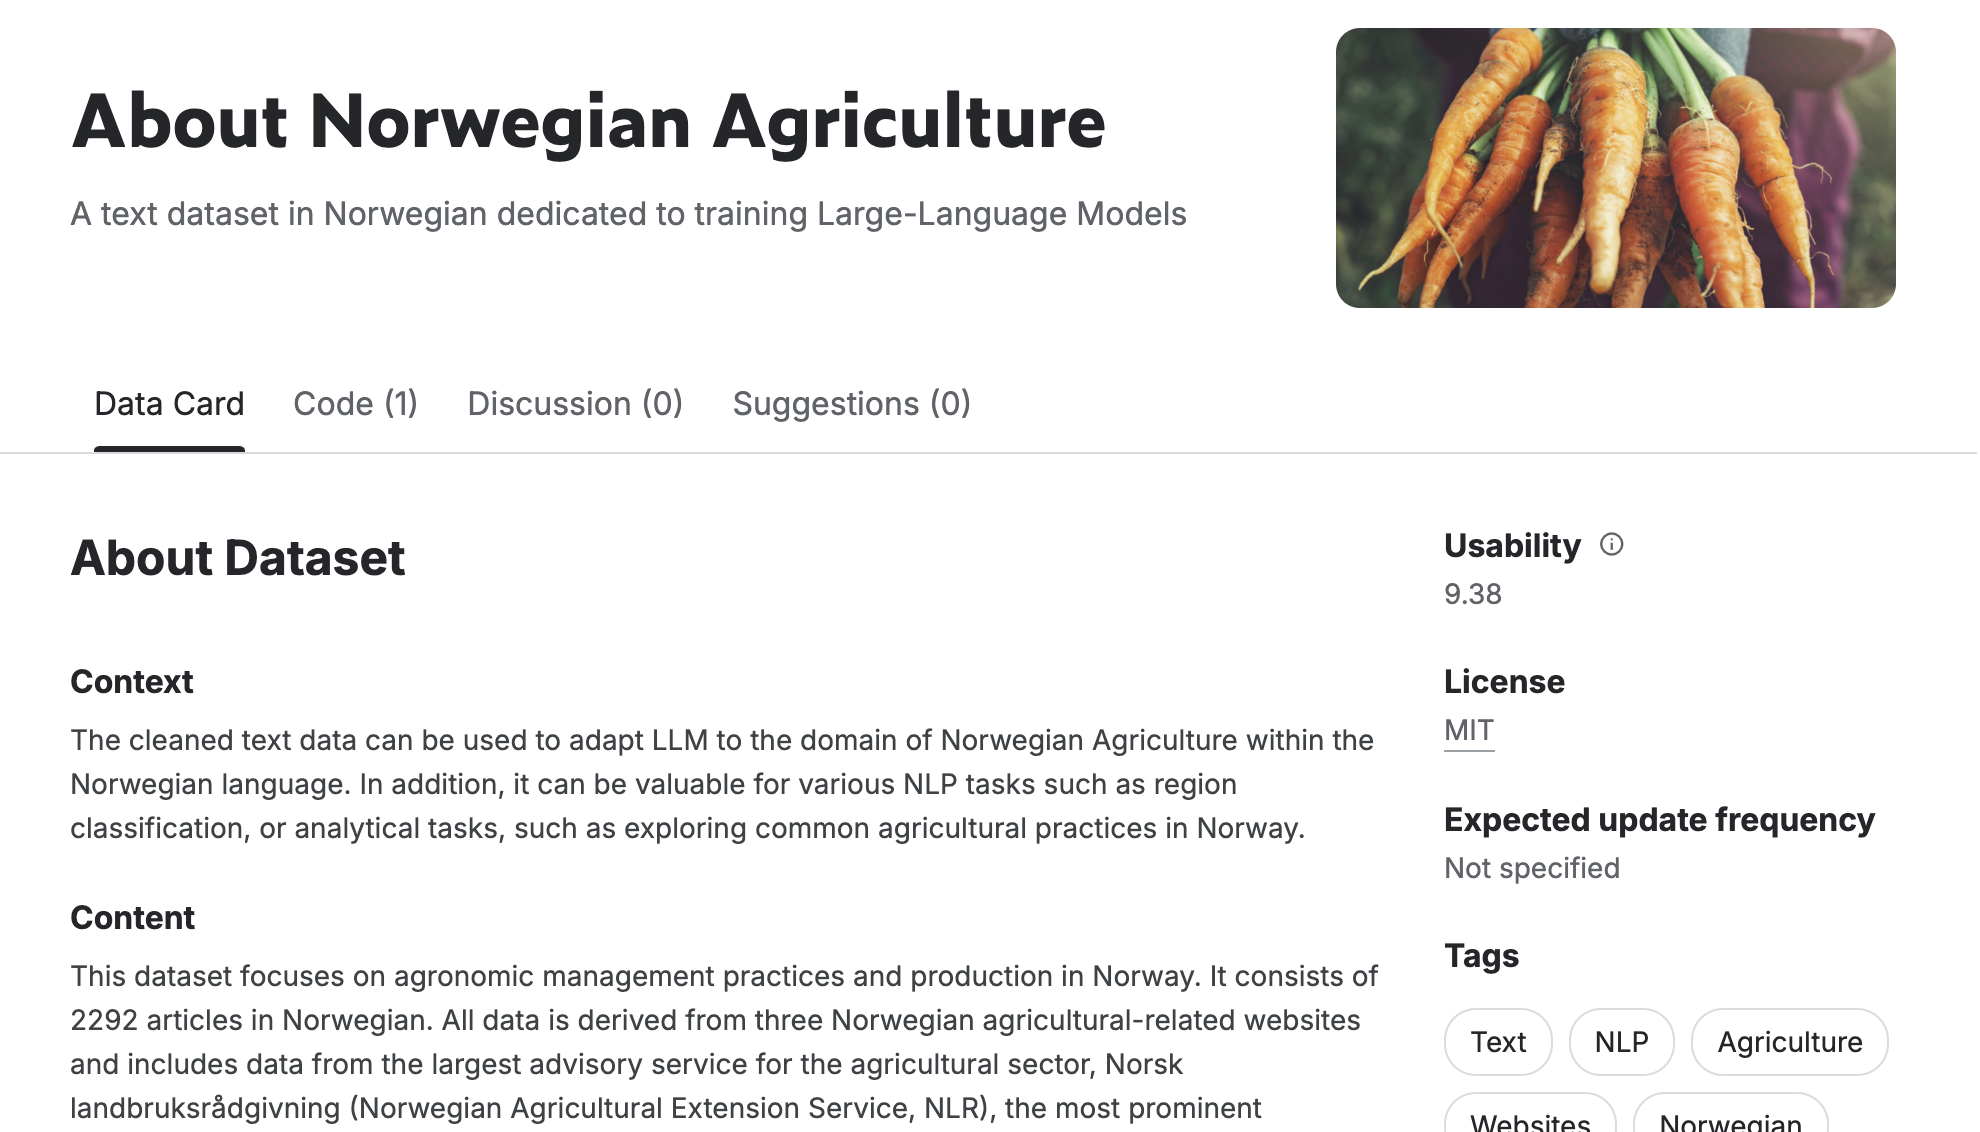 About Norwegian Agriculture
A text dataset in Norwegian dedicated to training Large-Language Models
Data Card
Code (1)
Discussion (0)
Suggestions (0)
About Dataset
Context
The cleaned text data can be used to adapt LLM to the domain of Norwegian Agriculture within the
Norwegian language. In addition, it can be valuable for various NLP tasks such as region
classification, or analytical tasks, such as exploring common agricultural practices in Norway.
Content
This dataset focuses on agronomic management practices and production in Norway. It consists of
2292 articles in Norwegian. All data is derived from three Norwegian agricultural-related websites
and includes data from the largest advisory service for the agricultural sector, Norsk
landbruksrådgivning (Norwegian Agricultural Extension Service, NLR), the most prominent
Usability
9.38
License
MIT
Expected update frequency
Not specified
Tags
Text
NLP
Agriculture
Websites
Norwegian